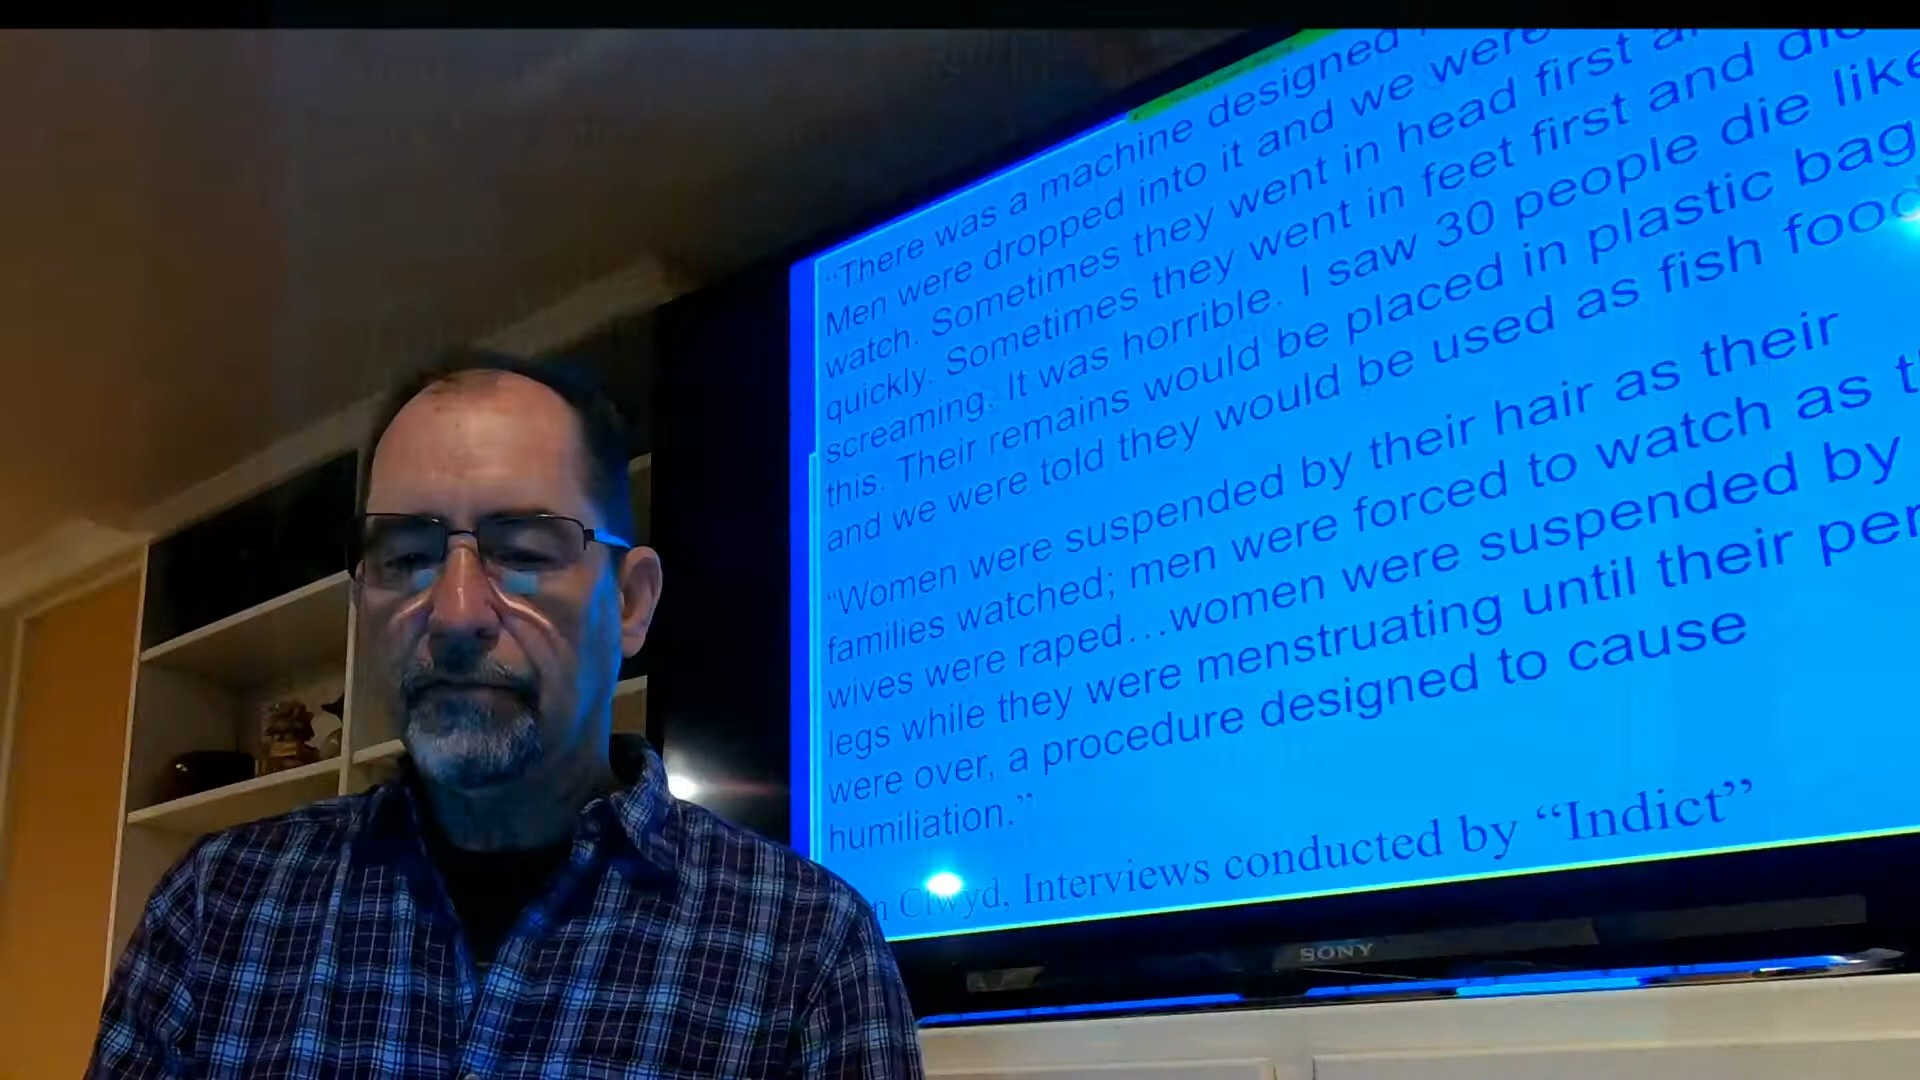 “There was a machine designed
Men were dropped into it and we were
watch. Sometimes they went in head first
quickly. Sometimes they went in feet first and
screaming. It was horrible. I saw 30 people die like
this. Their remains would be placed in plastic
and we were told they would be used as fish
“Women were suspended by their hair as their
families watched; men were forced to watch as
wives were raped…women were suspended by
legs while they were menstruating until their
were over, a procedure designed to cause
humiliation.”
Clwyd, Interviews conducted by “Indict”
SONY